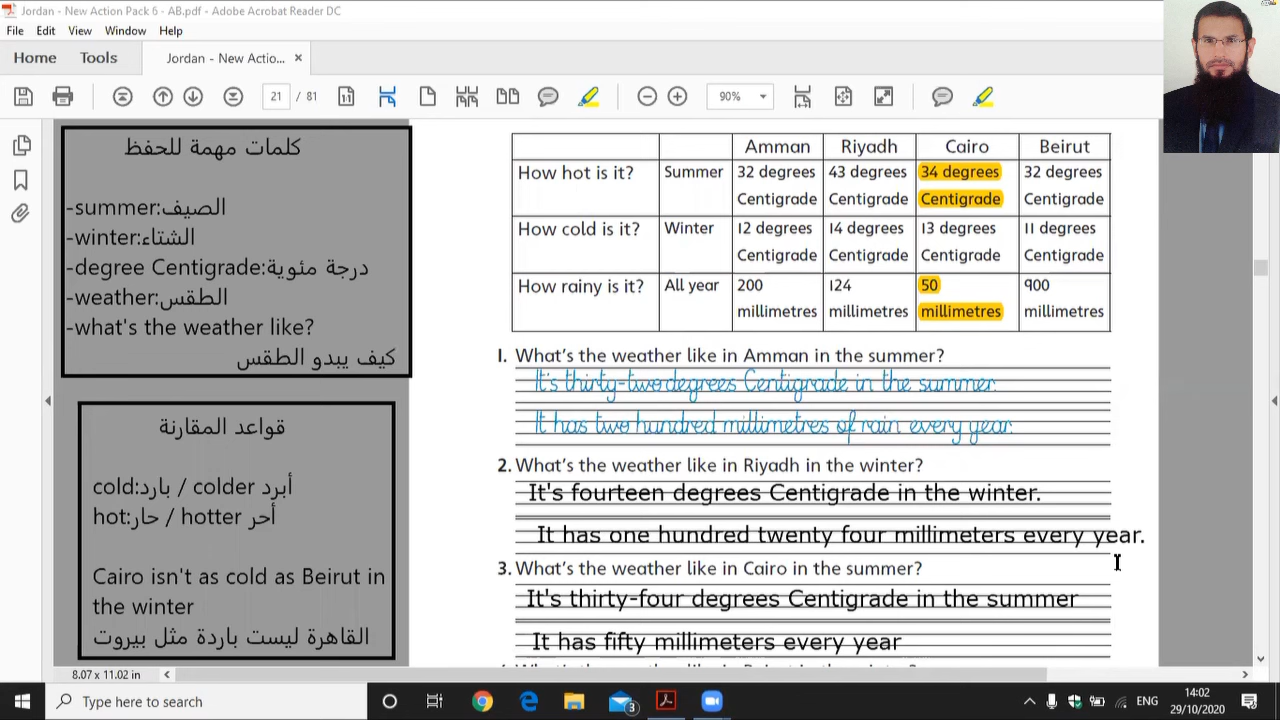 Jordan - New Action Pack 6 - AB.pdf - Adobe Acrobat Reader DC
File Edit View Window Help
Home Tools Jordan - New Actio... ×
21 / 81 90%
كلمات مهمة للحفظ
-summer:الصيف
-winter:الشتاء
-degree Centigrade:درجة مئوية
-weather:الطقس
-what's the weather like?
كيف يبدو الطقس
قواعد المقارنة
cold:بارد / colder أبرد
hot:حار / hotter أحر
Cairo isn't as cold as Beirut in
the winter
القاهرة ليست باردة مثل بيروت
Amman Riyadh Cairo Beirut
How hot is it? Summer 32 degrees 43 degrees 34 degrees 32 degrees
Centigrade Centigrade Centigrade Centigrade
How cold is it? Winter 12 degrees 14 degrees 13 degrees 11 degrees
Centigrade Centigrade Centigrade Centigrade
How rainy is it? All year 200 124 50 900
millimetres millimetres millimetres millimetres
1. What's the weather like in Amman in the summer?
It's thirty-two degrees Centigrade in the summer.
It has two hundred millimetres of rain every year.
2. What's the weather like in Riyadh in the winter?
It's fourteen degrees Centigrade in the winter.
It has one hundred twenty four millimeters every year.
3. What's the weather like in Cairo in the summer?
It's thirty-four degrees Centigrade in the summer
It has fifty millimeters every year
8.07 x 11.02 in
Type here to search
3
ENG
14:02
29/10/2020